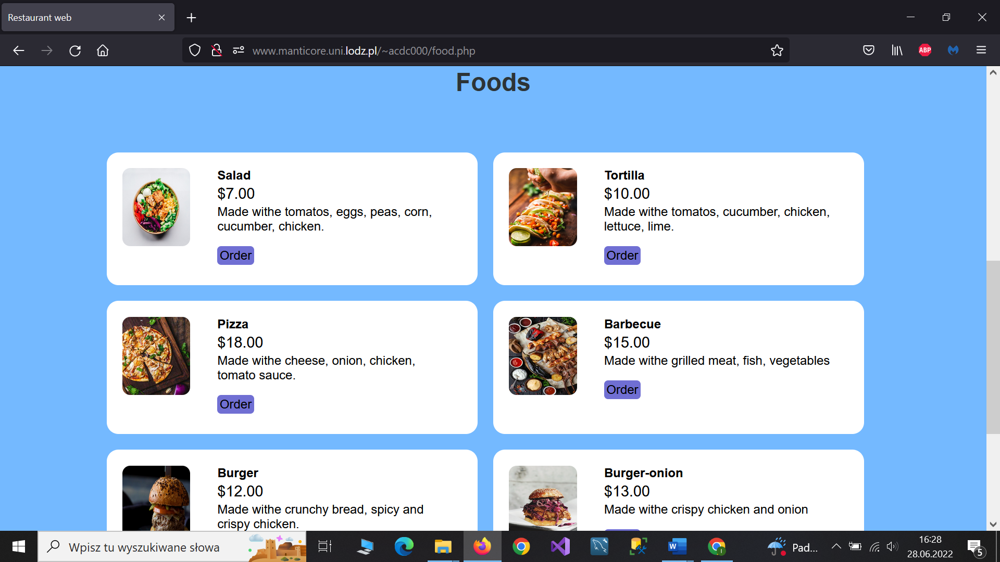 Restaurant web
www.manticore.uni.lodz.pl/~acdc000/food.php
ABP
Foods
Salad
$7.00
Made withe tomatos, eggs, peas, corn,
cucumber, chicken.
Order
Tortilla
$10.00
Made withe tomatos, cucumber, chicken,
lettuce, lime.
Order
Pizza
$18.00
Made withe cheese, onion, chicken,
tomato sauce.
Order
Barbecue
$15.00
Made withe grilled meat, fish, vegetables
Order
Burger
$12.00
Made withe crunchy bread, spicy and
crispy chicken.
Burger-onion
$13.00
Made withe crispy chicken and onion
Wpisz tu wyszukiwane słowa
W
I
Pad...
16:28
28.06.2022
5